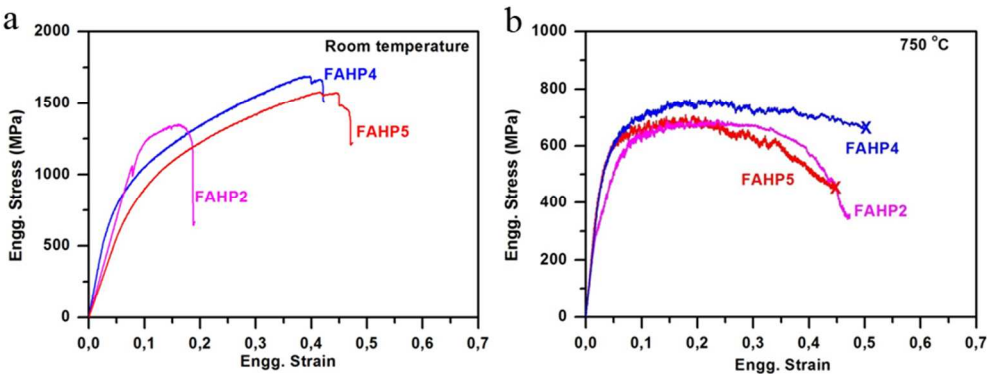 a
2000
1500
1000
500
0
Engg. Stress (MPa)
Room temperature
FAHP4
FAHP5
FAHP2
0,0 0,1 0,2 0,3 0,4 0,5 0,6 0,7
Engg. Strain
b
1000
800
600
400
200
0
Engg. Stress (MPa)
750 °C
FAHP4
FAHP5
FAHP2
0,0 0,1 0,2 0,3 0,4 0,5 0,6 0,7
Engg. Strain